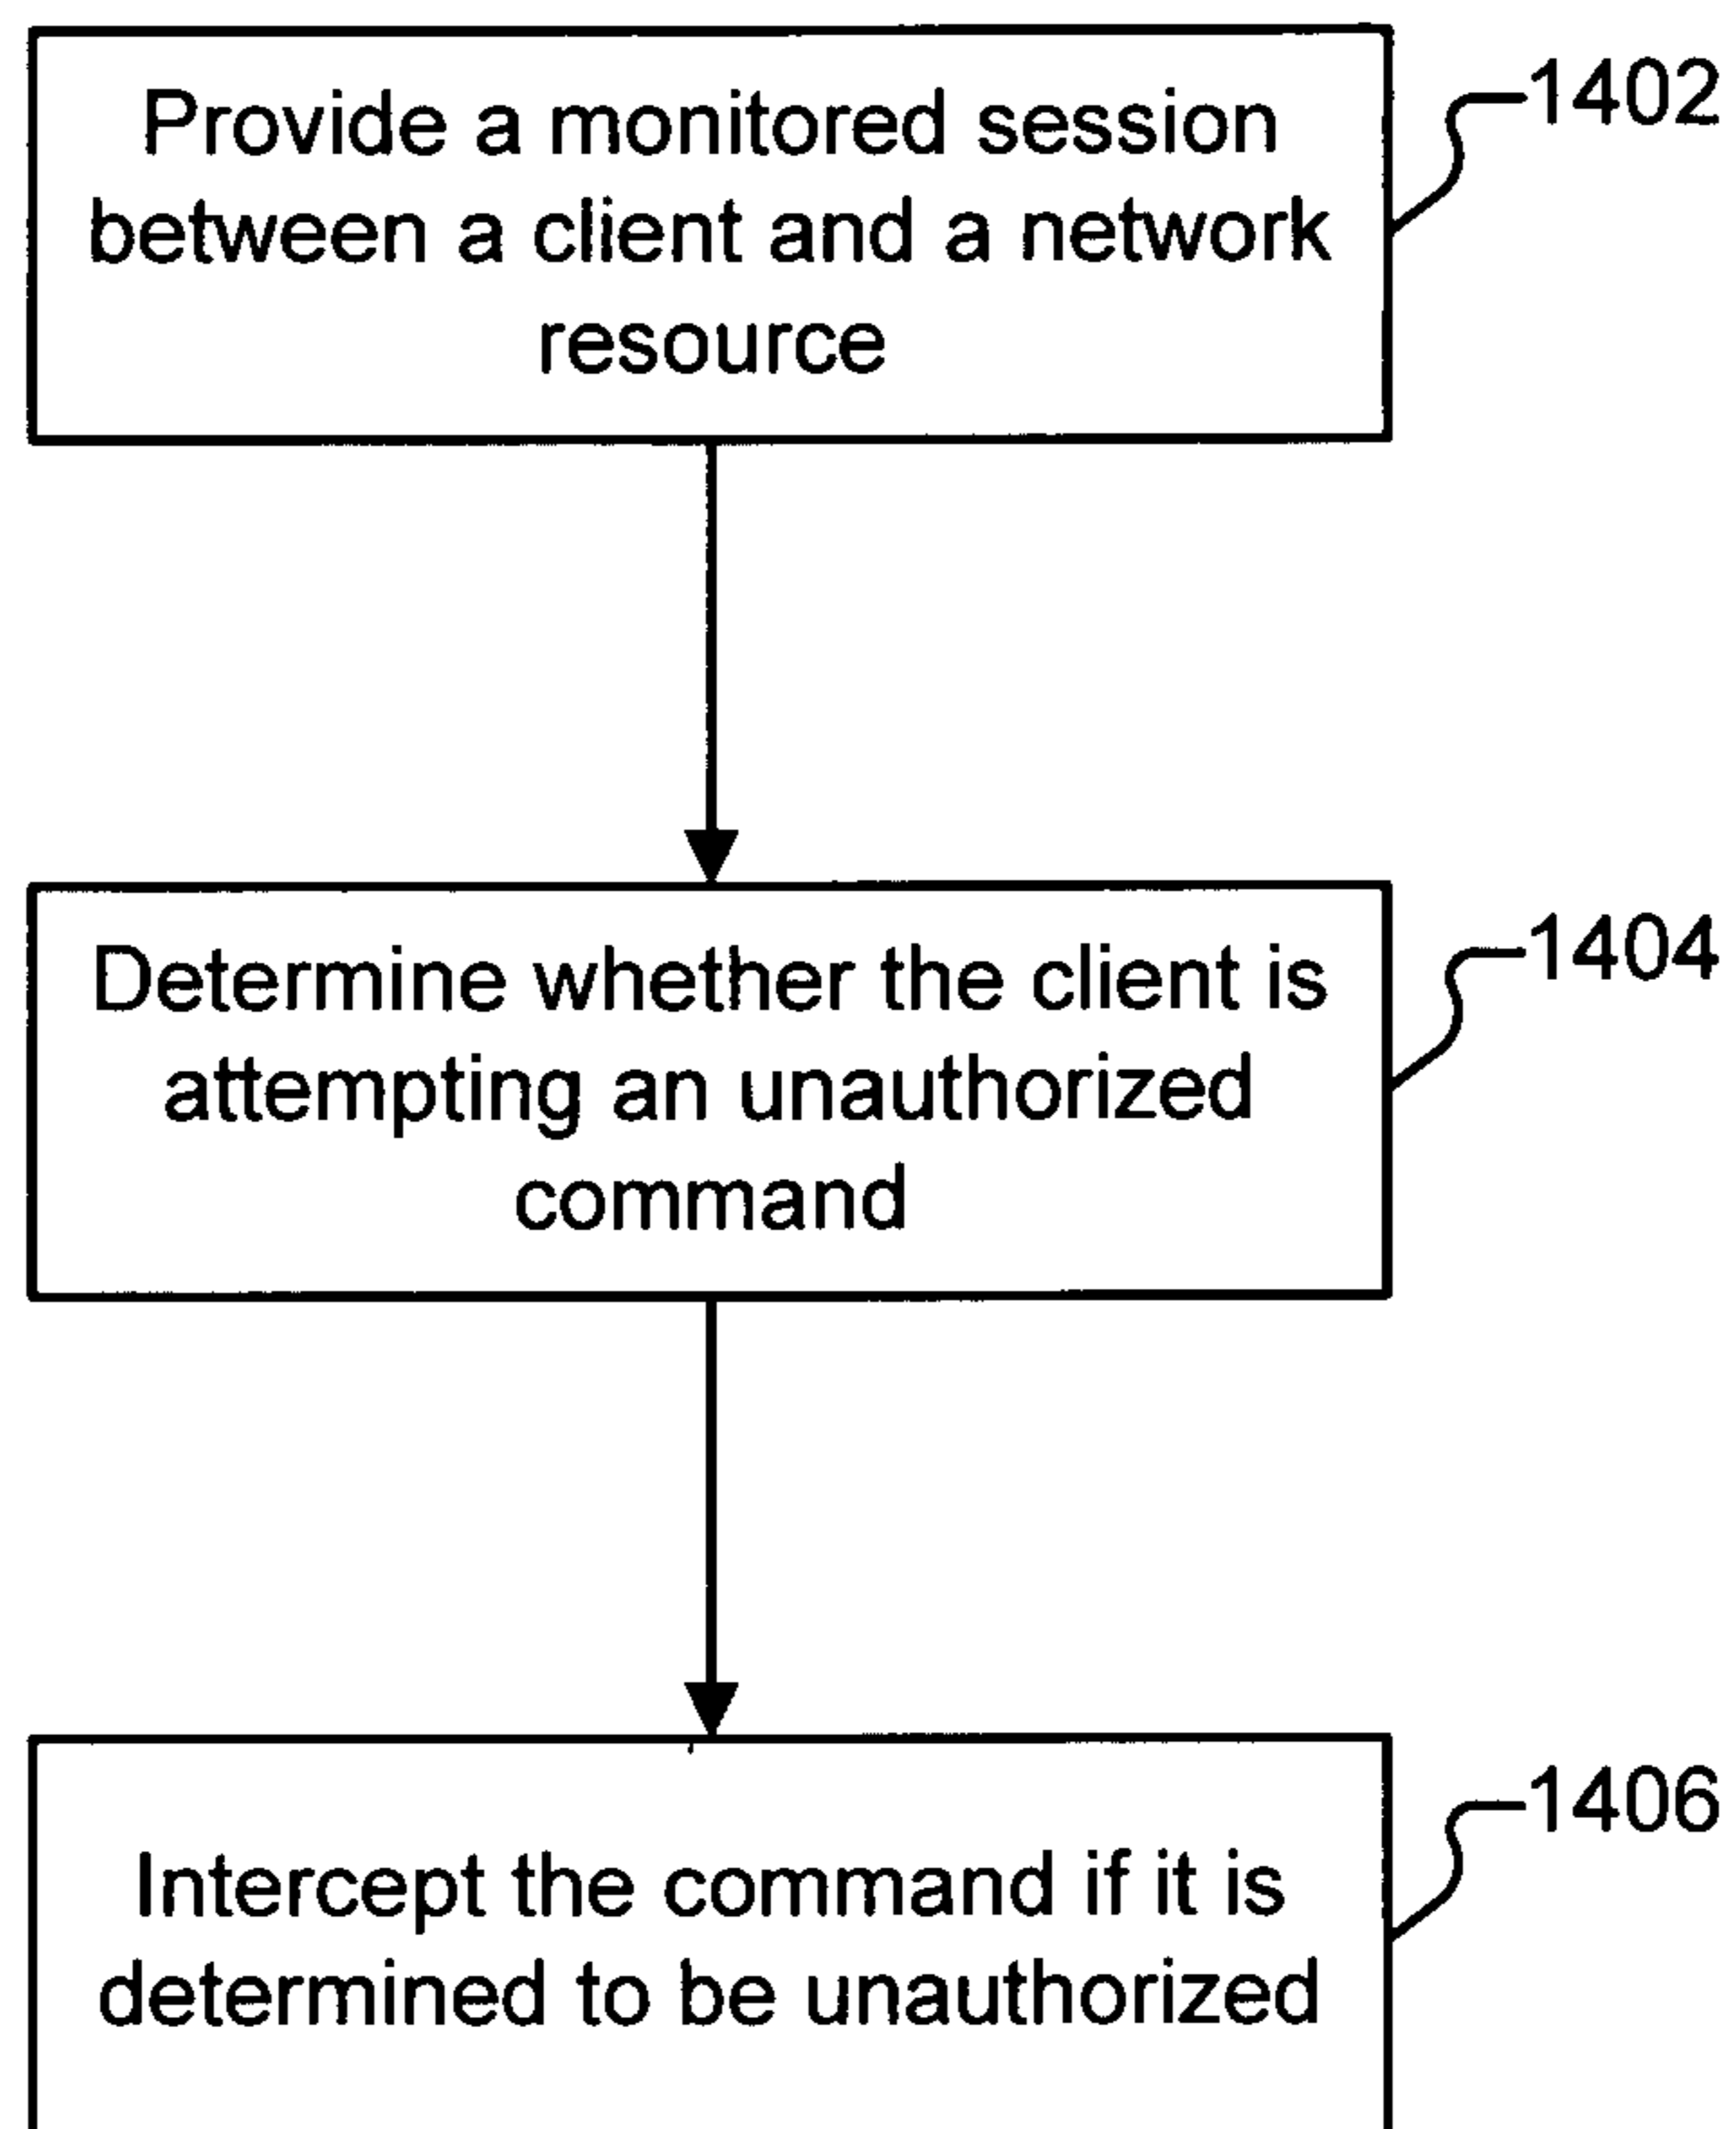 Provide a monitored session
between a client and a network
resource
1402
Determine whether the client is
attempting an unauthorized
command
1404
Intercept the command if it is
determined to be unauthorized
1406